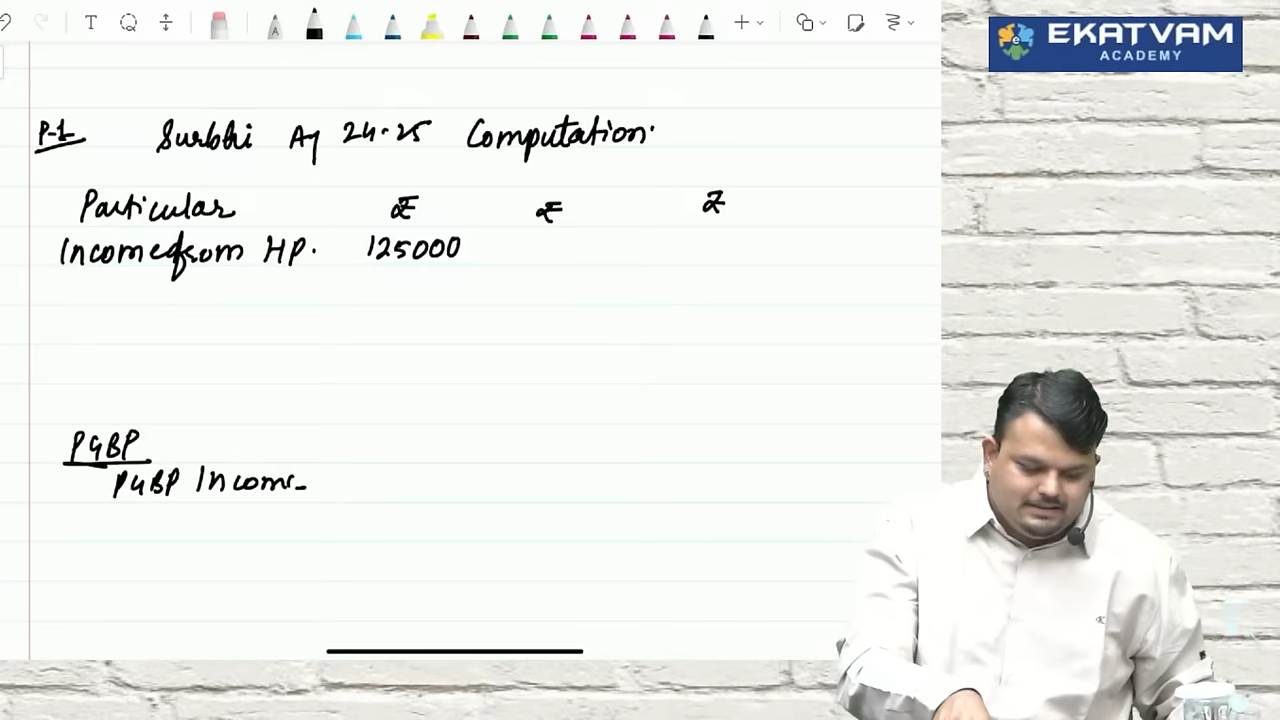 T A
EKATVAM
ACADEMY
P-1 Surbhi Ay 24.25 Computation.
Particular ₹ ₹ ₹
Income from HP. 125000
PGBP
PGBP Income